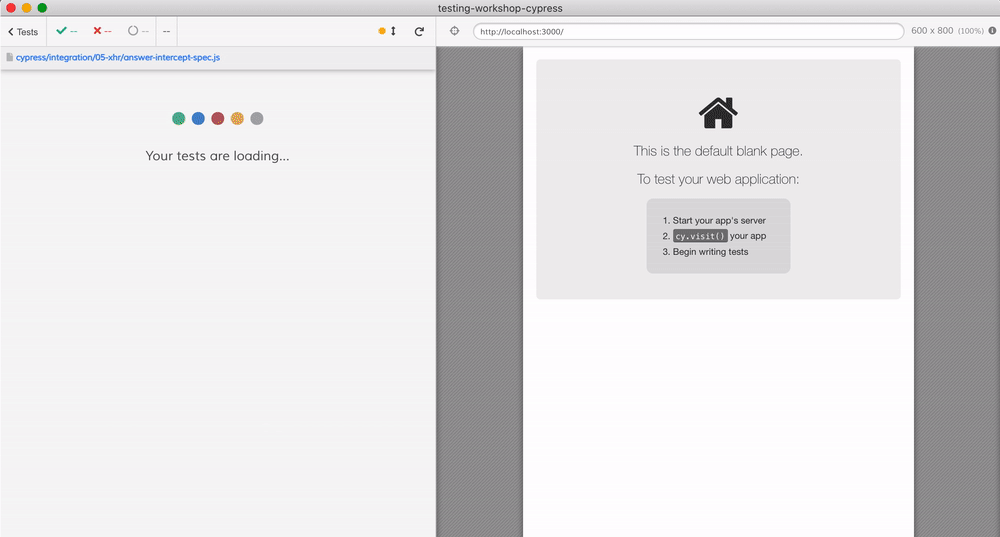 testing-workshop-cypress
Tests -- -- -- --
http://localhost:3000/ 600 x 800 (100%)
cypress/integration/05-xhr/answer-intercept-spec.js
Your tests are loading...
This is the default blank page.
To test your web application:
1. Start your app's server
2. cy.visit() your app
3. Begin writing tests